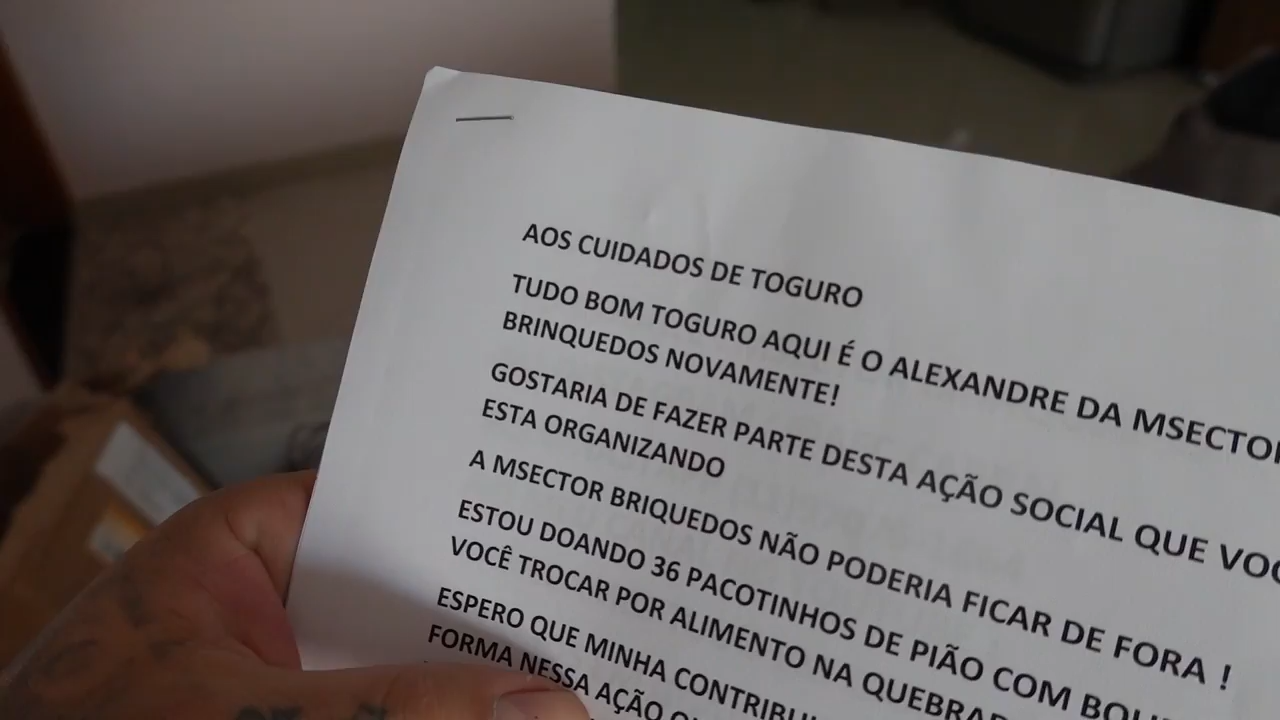 AOS CUIDADOS DE TOGURO
TUDO BOM TOGURO AQUI É O ALEXANDRE DA MSECTOR
BRINQUEDOS NOVAMENTE!
GOSTARIA DE FAZER PARTE DESTA AÇÃO SOCIAL QUE
ESTA ORGANIZANDO
A MSECTOR BRIQUEDOS NÃO PODERIA FICAR DE FORA !
ESTOU DOANDO 36 PACOTINHOS DE PIÃO COM
VOCÊ TROCAR POR ALIMENTO NA
ESPERO QUE MINHA
FORMA NESSA AÇÃO